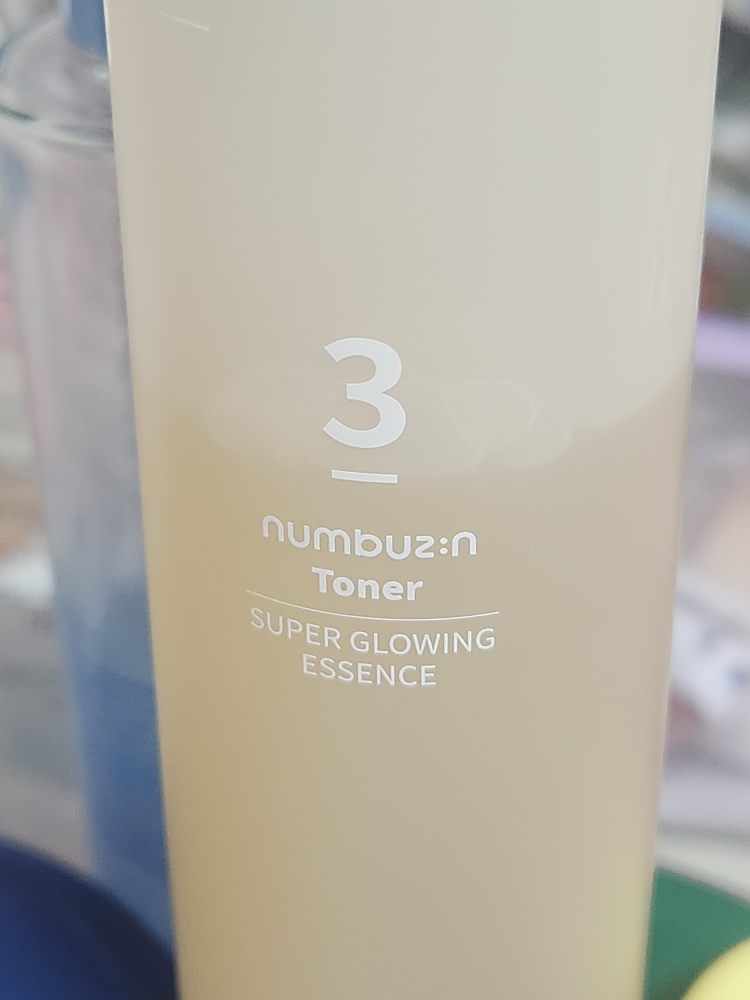 3
numbuz:n
Toner
SUPER GLOWING
ESSENCE